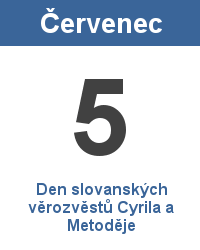 Červenec
5
Den slovanských
věrozvěstů Cyrila a
Metoděje